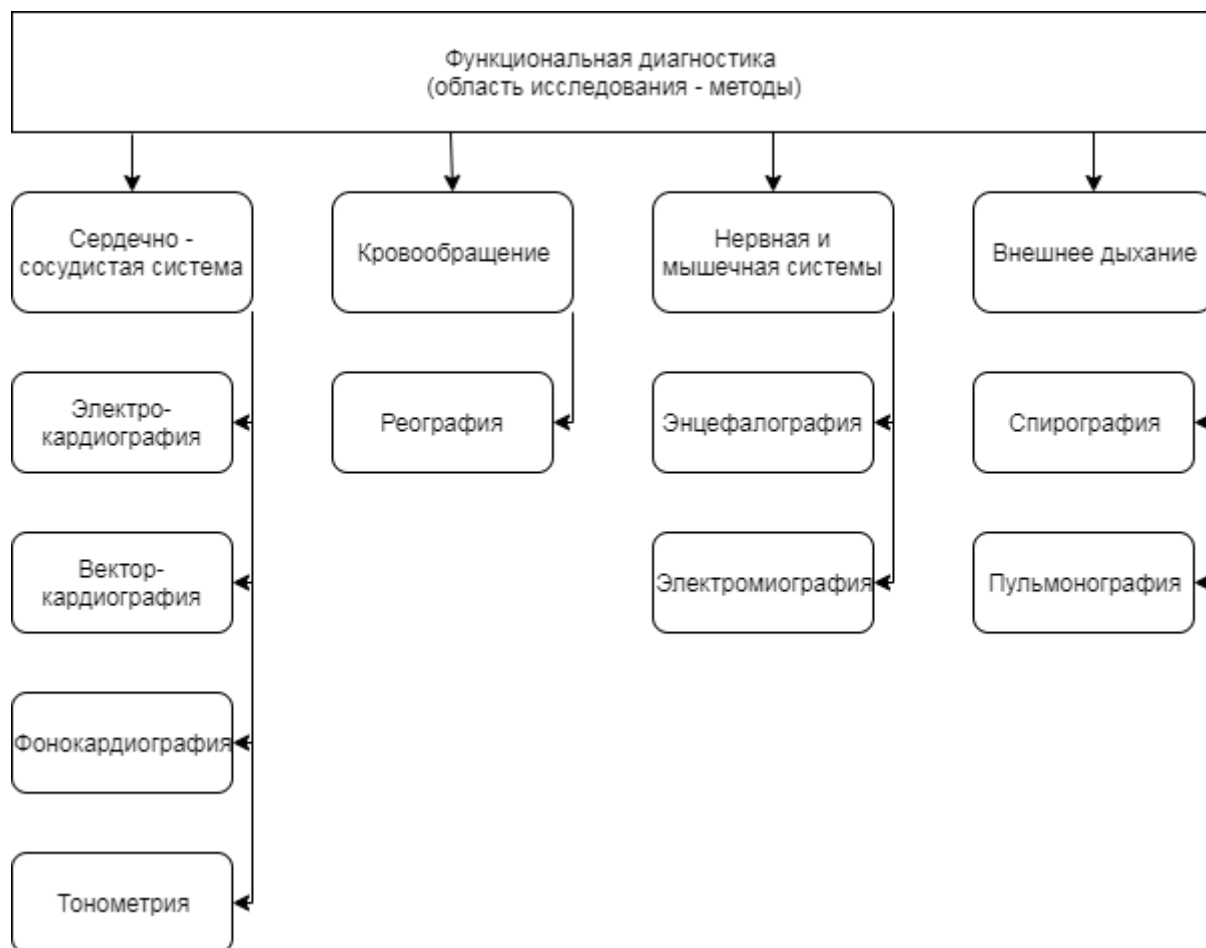 Функциональная диагностика
(область исследования - методы)
Сердечно -
сосудистая система
Кровообращение
Нервная и
мышечная системы
Внешнее дыхание
Электро-
кардиография
Реография
Энцефалография
Спирография
Вектор-
кардиография
Электромиография
Пульмонография
Фонокардиография
Тонометрия